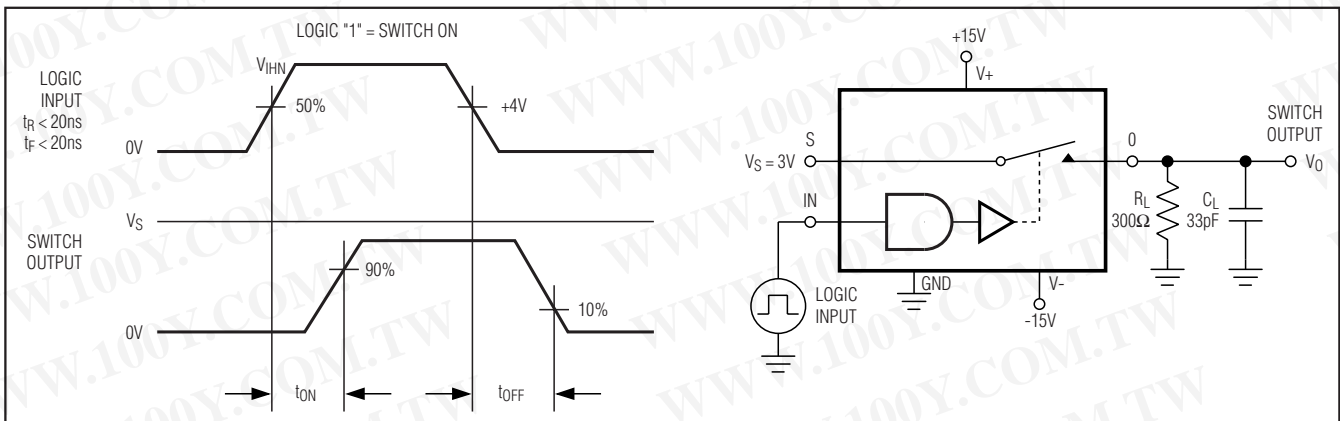 LOGIC "1" = SWITCH ON
LOGIC
INPUT
tR < 20ns
tF < 20ns
VIHN
50%
+4V
0V
VS
SWITCH
OUTPUT
90%
10%
0V
tON
tOFF
+15V
V+
S
VS = 3V
IN
0
SWITCH
OUTPUT
VO
RL
300Ω
CL
33pF
LOGIC
INPUT
GND
V-
-15V
WWW.100Y.COM.TW